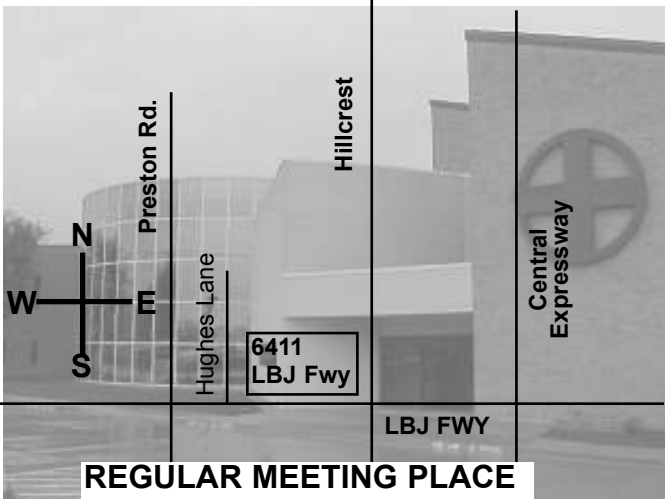 Preston Rd.
Hillcrest
Central
Expressway
N
W
E
S
Hughes Lane
6411
LBJ Fwy
LBJ FWY
REGULAR MEETING PLACE